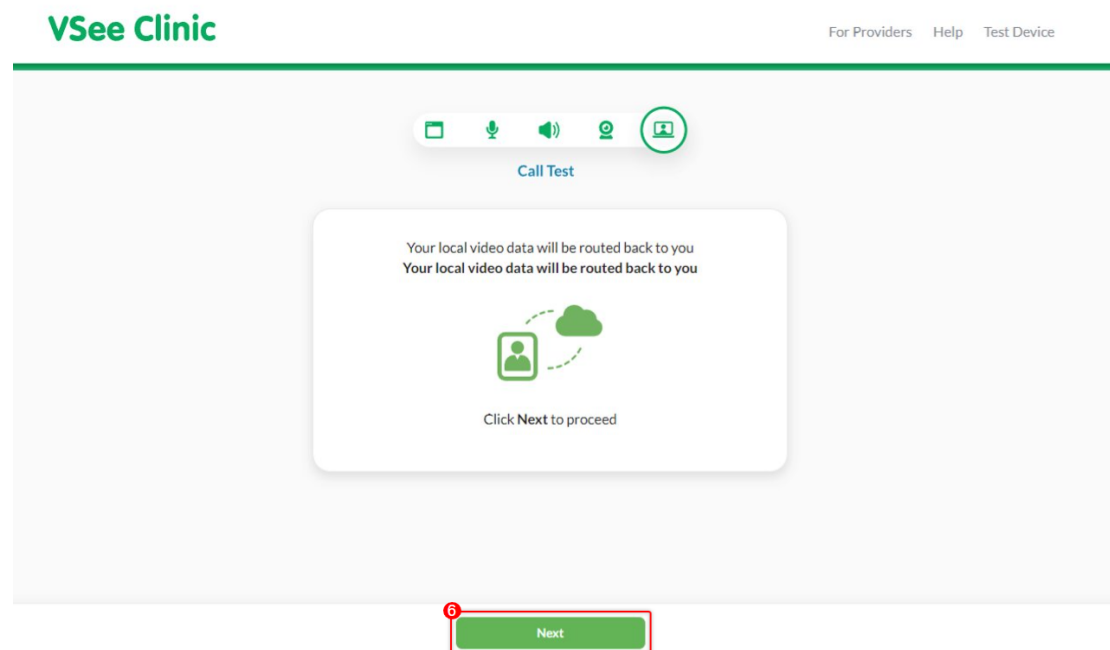 VSee Clinic
For Providers Help Test Device
Call Test
Your local video data will be routed back to you
Your local video data will be routed back to you
Click Next to proceed
6
Next